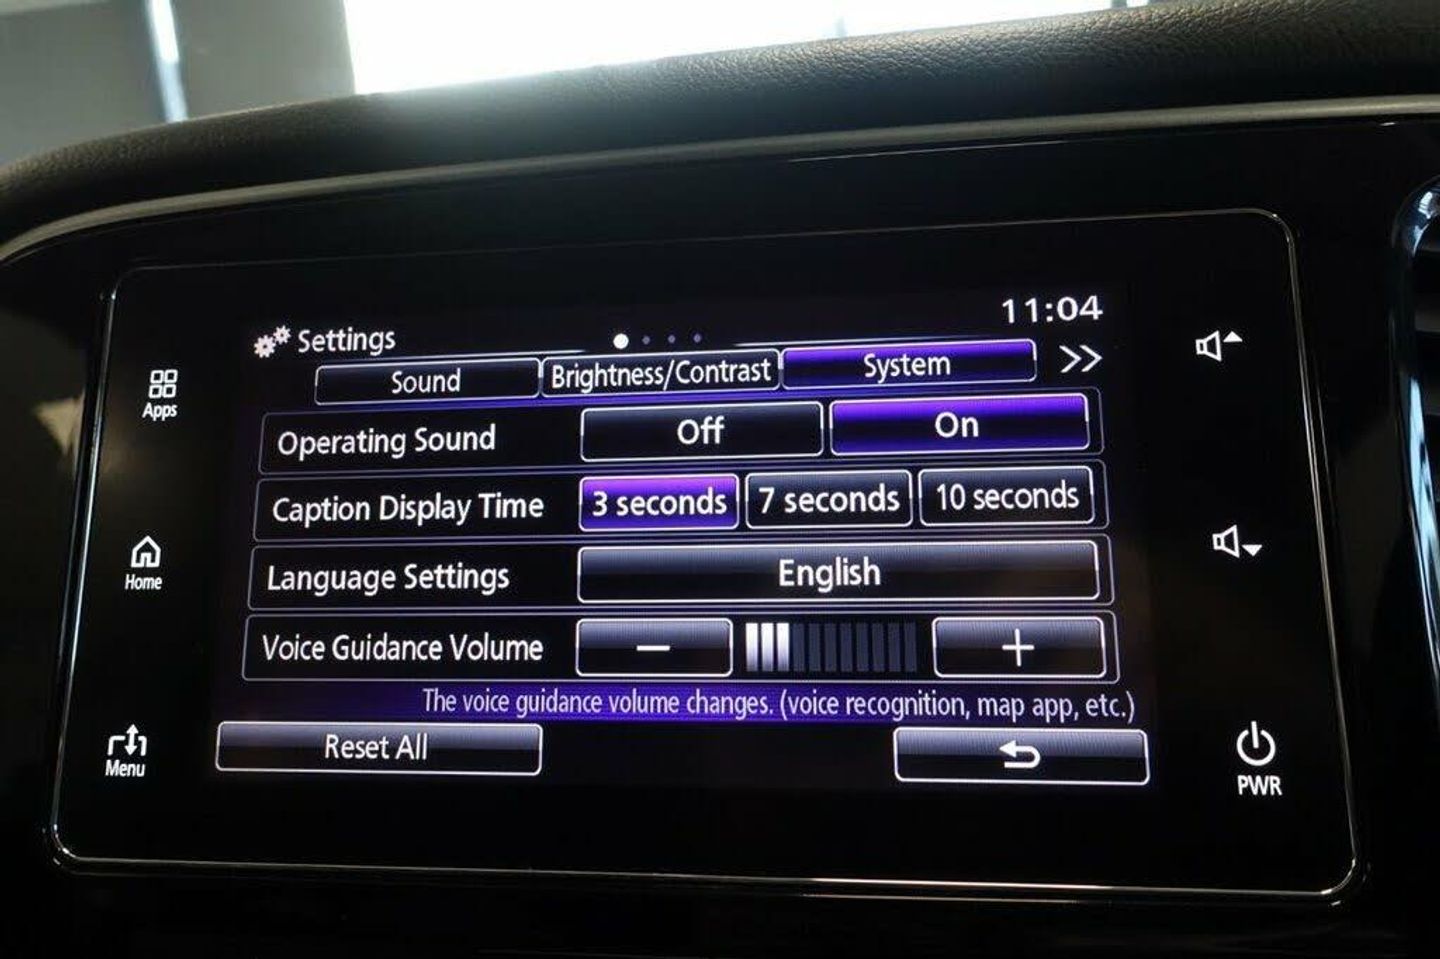 Settings
11:04
Sound
Brightness/Contrast
System
Apps
Operating Sound
Off
On
Caption Display Time
3 seconds
7 seconds
10 seconds
Home
Language Settings
English
Voice Guidance Volume
The voice guidance volume changes. (voice recognition, map app, etc.)
Menu
Reset All
PWR